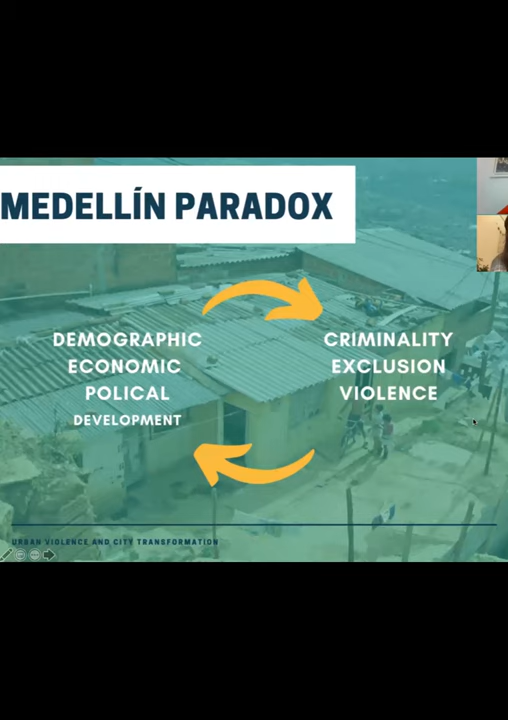 MEDELLÍN PARADOX
DEMOGRAPHIC
ECONOMIC
POLICAL
DEVELOPMENT
CRIMINALITY
EXCLUSION
VIOLENCE
URBAN VIOLENCE AND CITY TRANSFORMATION